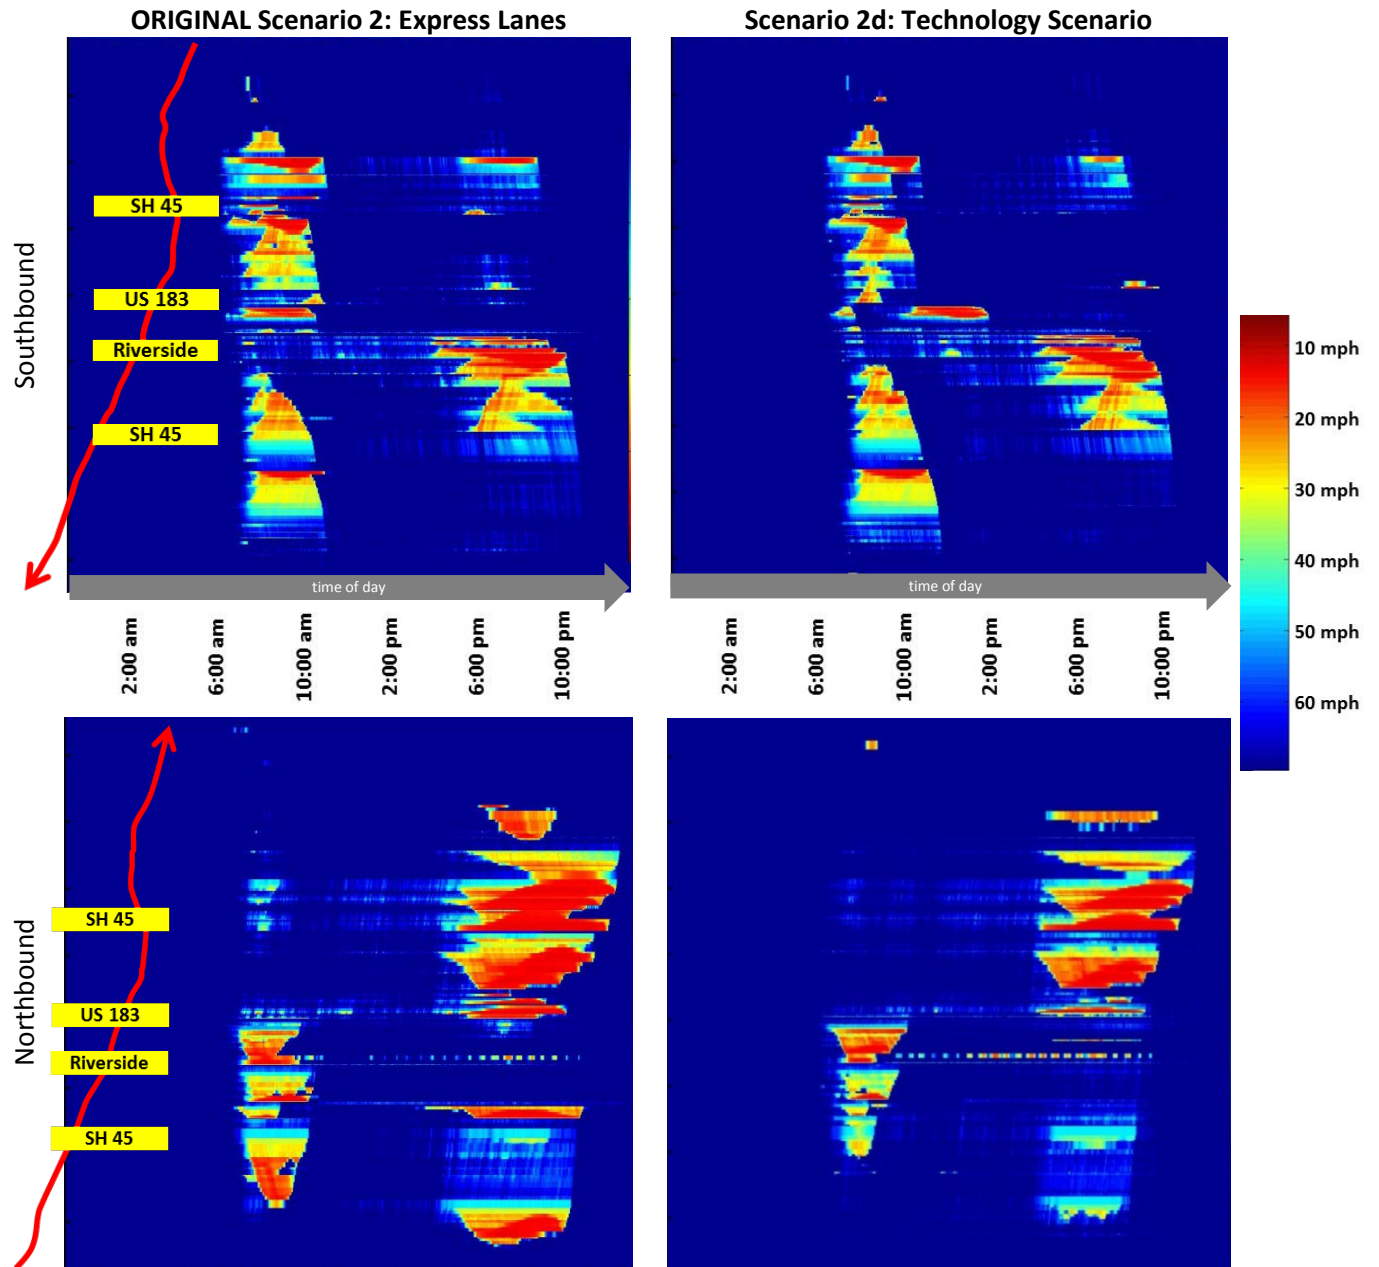 ORIGINAL Scenario 2: Express Lanes
Scenario 2d: Technology Scenario
Southbound
SH 45
US 183
Riverside
SH 45
time of day
time of day
2:00 am
6:00 am
10:00 am
2:00 pm
6:00 pm
10:00 pm
2:00 am
6:00 am
10:00 am
2:00 pm
6:00 pm
10:00 pm
10 mph
20 mph
30 mph
40 mph
50 mph
60 mph
Northbound
SH 45
US 183
Riverside
SH 45